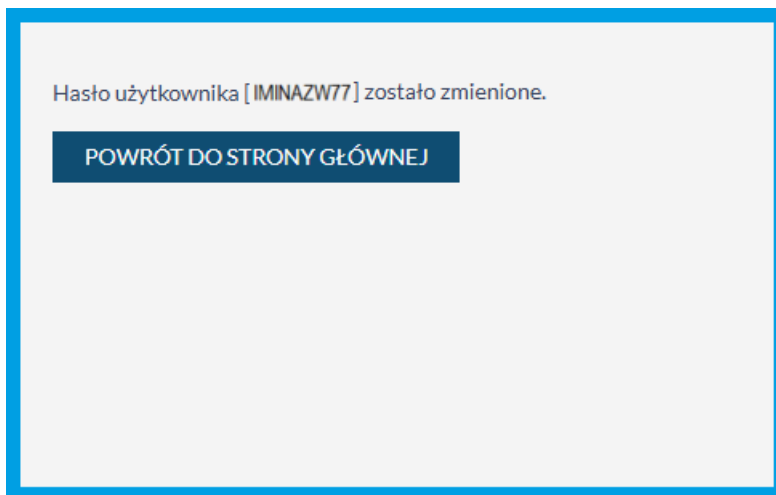 Hasło użytkownika [IMINAZW77] zostało zmienione.
POWRÓT DO STRONY GŁÓWNEJ